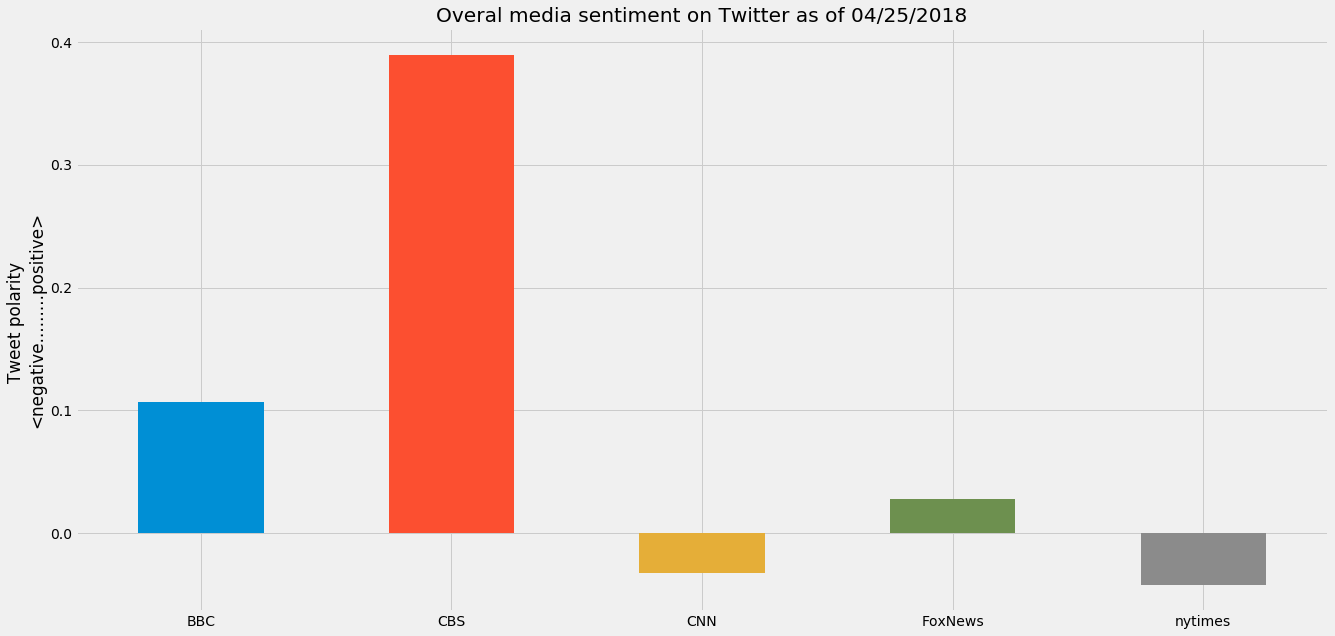 Overal media sentiment on Twitter as of 04/25/2018
Tweet polarity
<negative.........positive>
0.4
0.3
0.2
0.1
0.0
BBC
CBS
CNN
FoxNews
nytimes